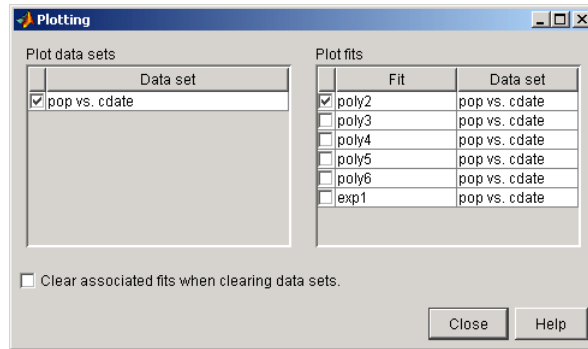 Plotting
Plot data sets
Data set
pop vs. cdate
Plot fits
Fit Data set
poly2 pop vs. cdate
poly3 pop vs. cdate
poly4 pop vs. cdate
poly5 pop vs. cdate
poly6 pop vs. cdate
exp1 pop vs. cdate
Clear associated fits when clearing data sets.
Close Help